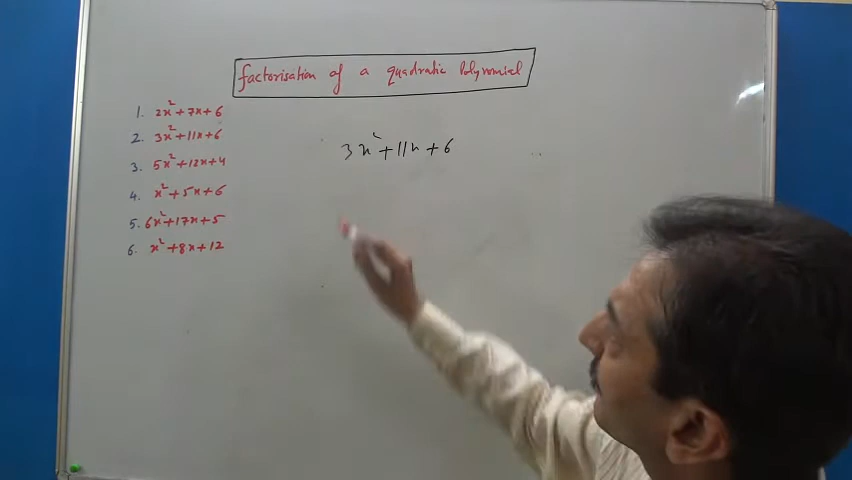 factorisation of a quadratic Polynomial
1. 2x²+7x+6
2. 3x²+11x+6
3. 5x²+12x+4
4. x²+5x+6
5. 6x²+17x+5
6. x²+8x+12
3x²+11x+6